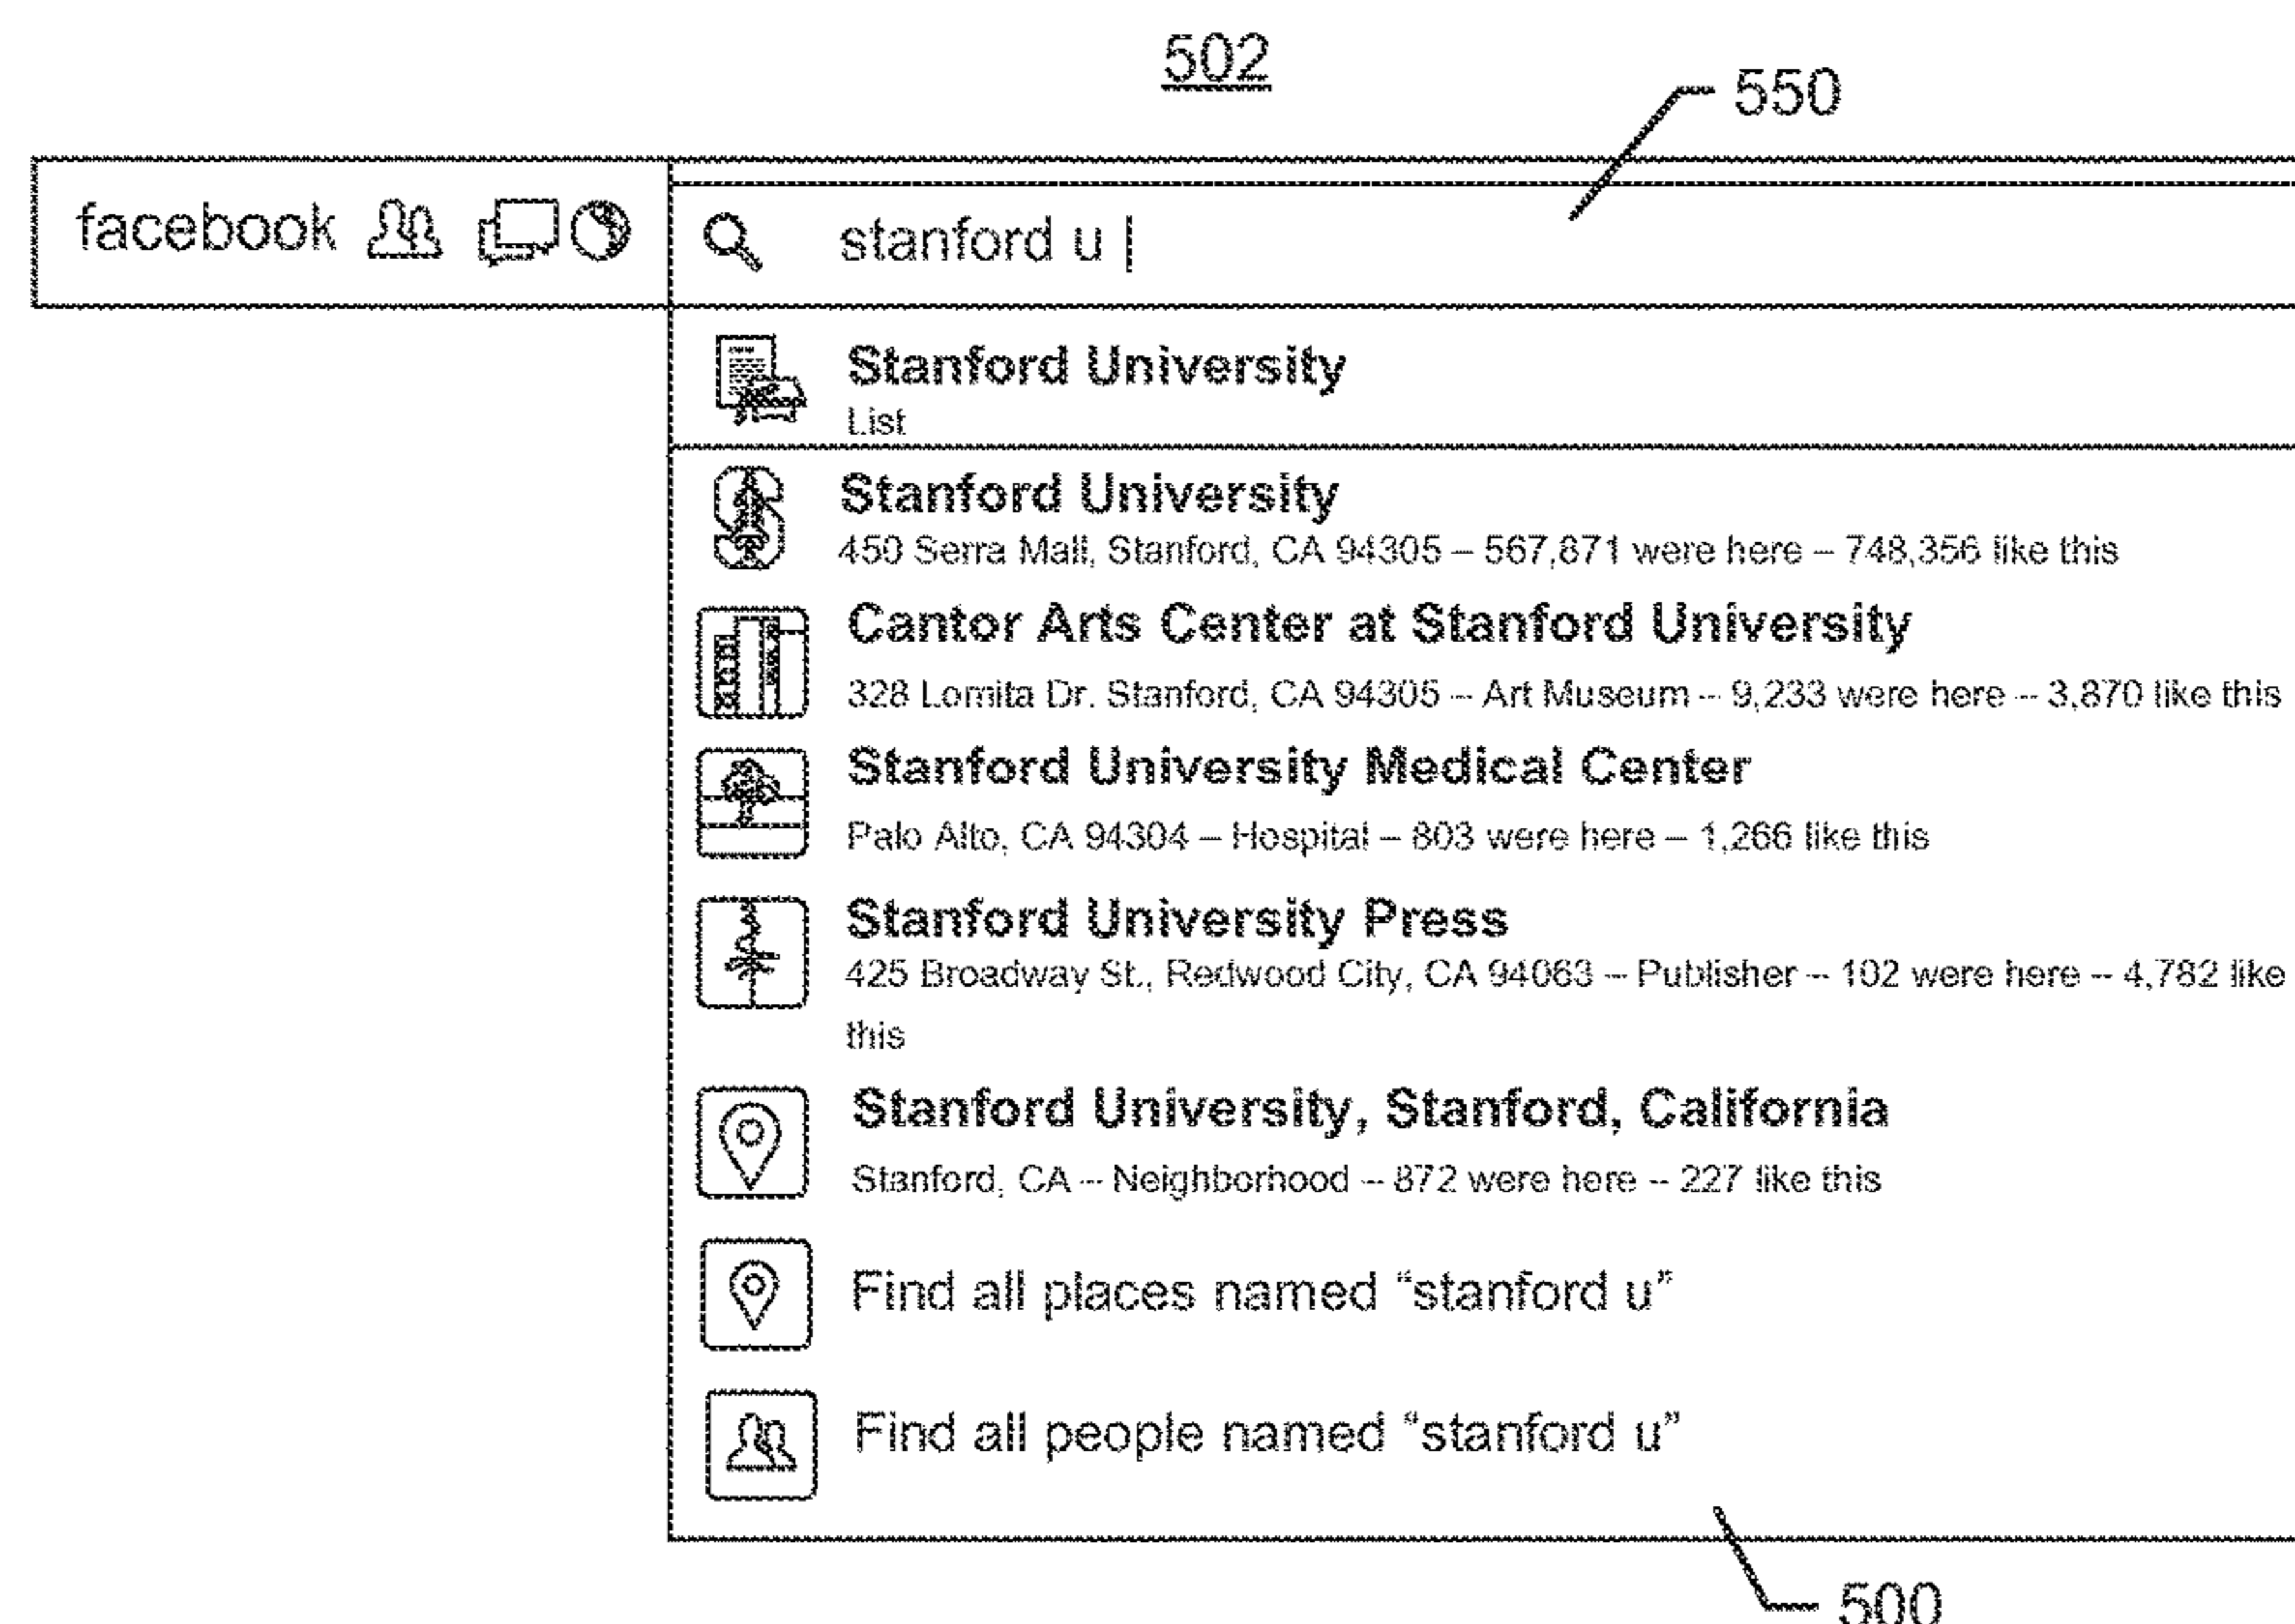 502
550
facebook
stanford u
Stanford University
List
Stanford University
450 Serra Mall, Stanford, CA 94305 – 567,871 were here – 748,356 like this
Cantor Arts Center at Stanford University
328 Lomita Dr. Stanford, CA 94305 -- Art Museum -- 9,233 were here -- 3,870 like this
Stanford University Medical Center
Palo Alto, CA 94304 – Hospital – 803 were here – 1,266 like this
Stanford University Press
425 Broadway St., Redwood City, CA 94063 -- Publisher -- 102 were here -- 4,782 like
this
Stanford University, Stanford, California
Stanford, CA -- Neighborhood -- 872 were here -- 227 like this
Find all places named “stanford u”
Find all people named “stanford u”
500